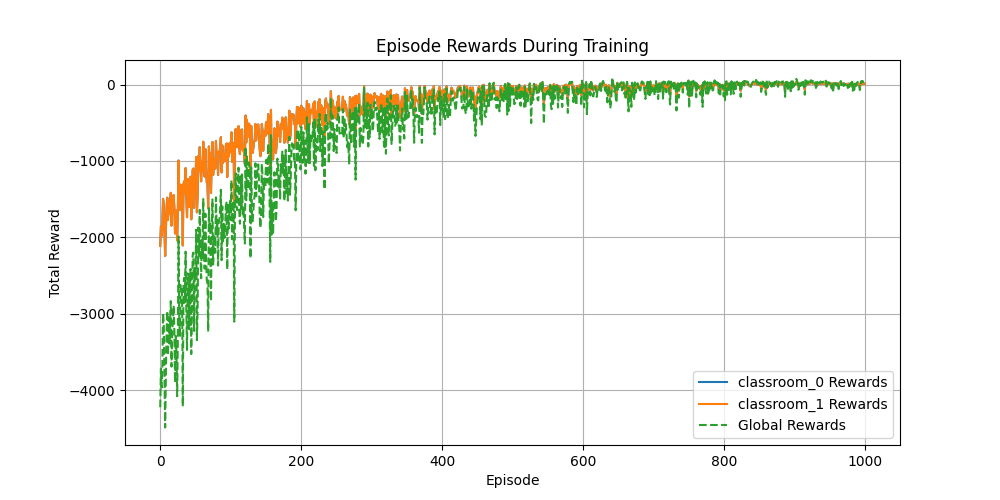 Episode Rewards During Training
Total Reward
0
−1000
−2000
−3000
−4000
0 200 400 600 800 1000
Episode
classroom_0 Rewards
classroom_1 Rewards
Global Rewards